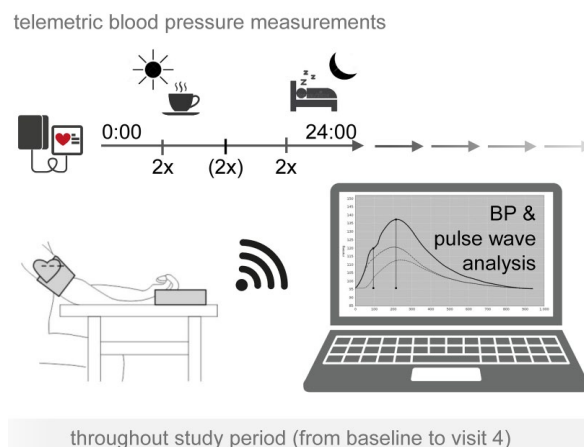 telemetric blood pressure measurements
z z z
0:00
24:00
2x
(2x)
2x
BP &
pulse wave
analysis
throughout study period (from baseline to visit 4)